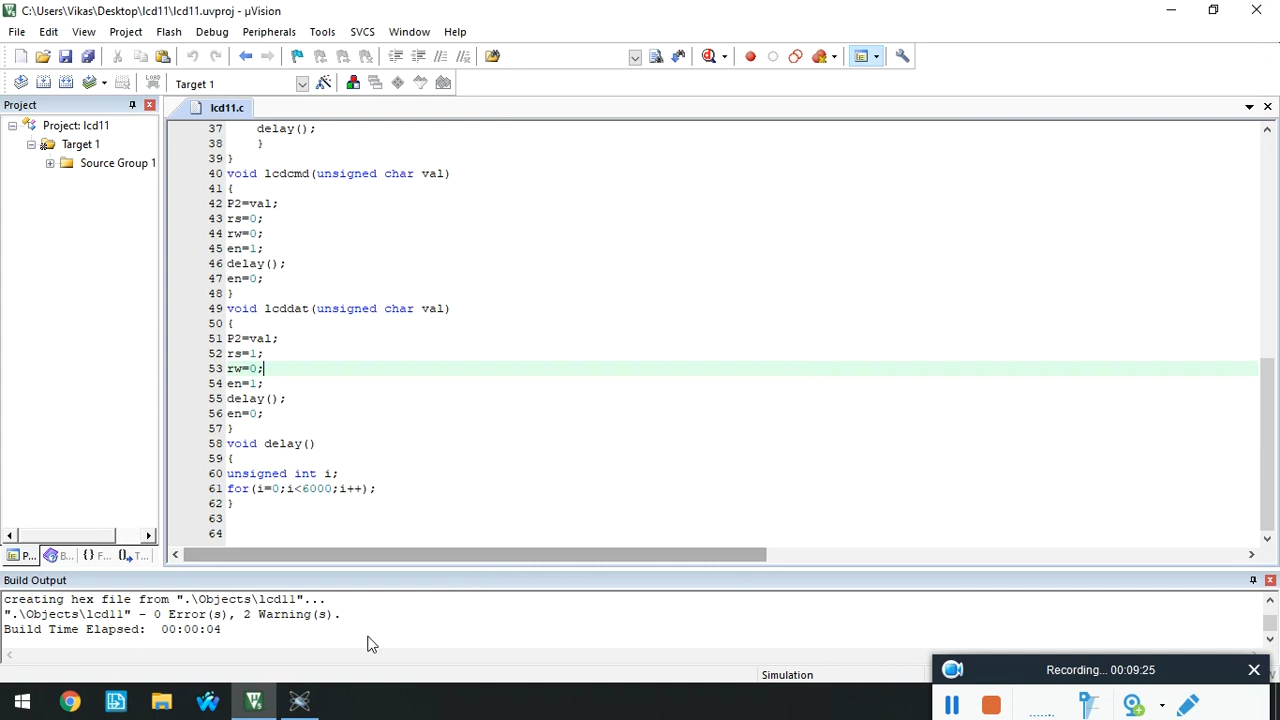 C:\Users\Vikas\Desktop\lcd11\lcd11.uvproj - µVision
File Edit View Project Flash Debug Peripherals Tools SVCS Window Help
LOAD Target 1
Project
lcd11.c
Project: lcd11
Target 1
Source Group 1
37 delay();
38 }
39 }
40 void lcdcmd(unsigned char val)
41 {
42 P2=val;
43 rs=0;
44 rw=0;
45 en=1;
46 delay();
47 en=0;
48 }
49 void lcddat(unsigned char val)
50 {
51 P2=val;
52 rs=1;
53 rw=0;
54 en=1;
55 delay();
56 en=0;
57 }
58 void delay()
59 {
60 unsigned int i;
61 for(i=0;i<6000;i++);
62 }
63
64
P... B... {} F... T...
Build Output
creating hex file from ".\Objects\lcd11"...
".\Objects\lcd11" - 0 Error(s), 2 Warning(s).
Build Time Elapsed: 00:00:04
Simulation
Recording... 00:09:25